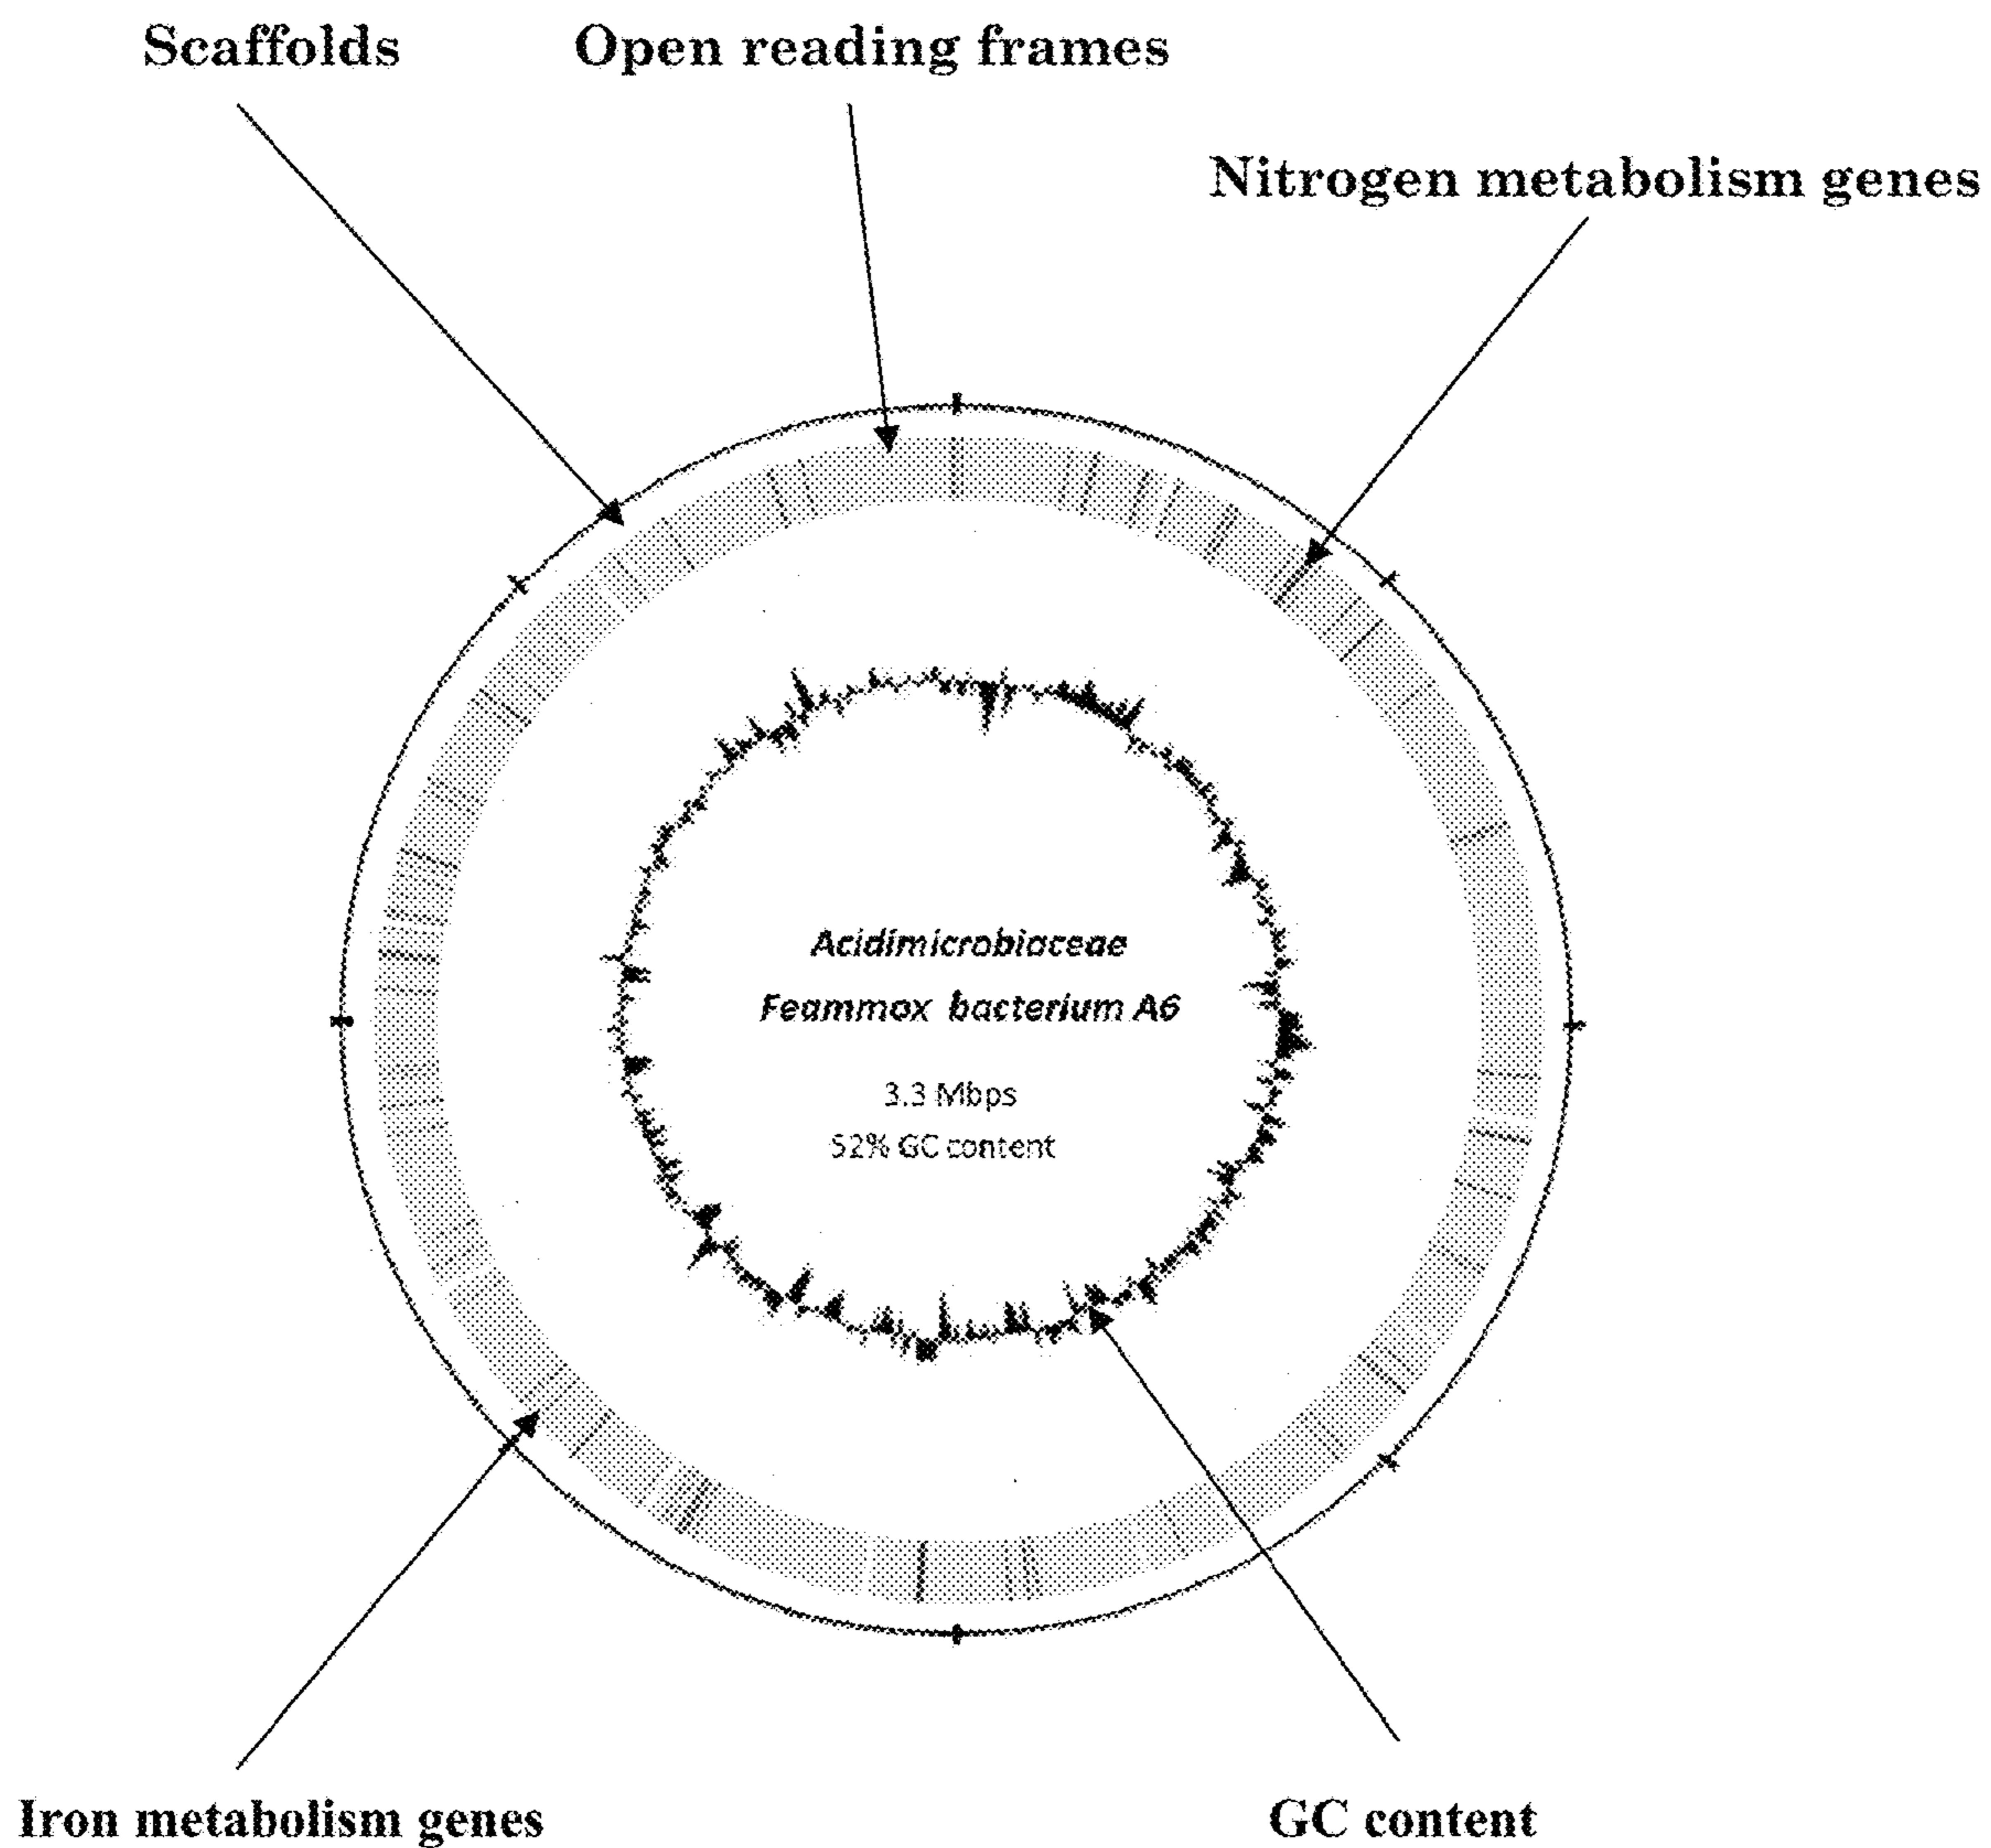 Scaffolds
Open reading frames
Nitrogen metabolism genes
Acidimicrobiaceae
Feammox bacterium A6
3.3 Mbps
52% GC content
Iron metabolism genes
GC content